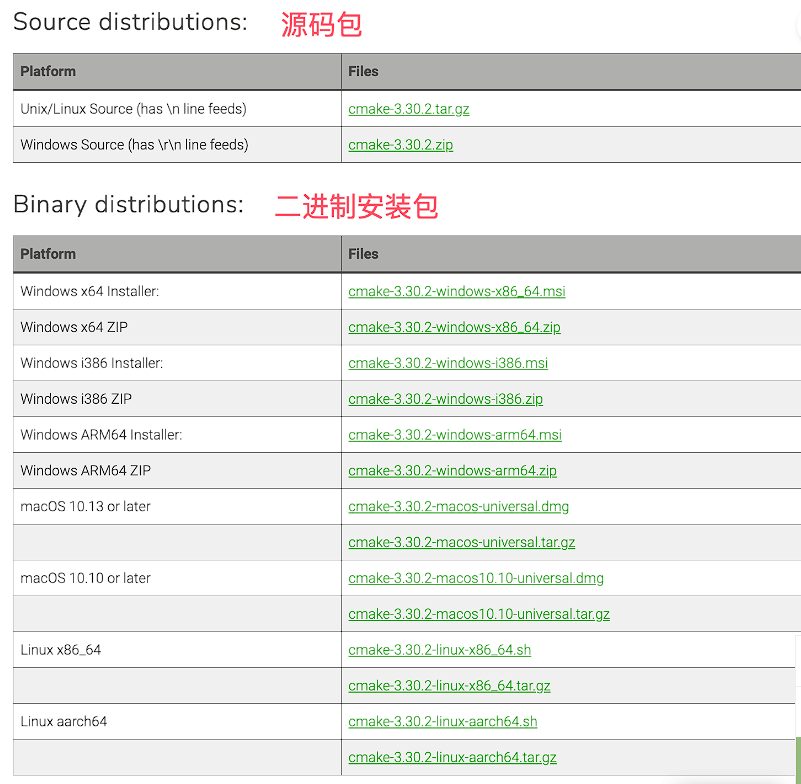 Source distributions: 源码包
Platform Files
Unix/Linux Source (has \n line feeds) cmake-3.30.2.tar.gz
Windows Source (has \r\n line feeds) cmake-3.30.2.zip
Binary distributions: 二进制安装包
Platform Files
Windows x64 Installer: cmake-3.30.2-windows-x86_64.msi
Windows x64 ZIP cmake-3.30.2-windows-x86_64.zip
Windows i386 Installer: cmake-3.30.2-windows-i386.msi
Windows i386 ZIP cmake-3.30.2-windows-i386.zip
Windows ARM64 Installer: cmake-3.30.2-windows-arm64.msi
Windows ARM64 ZIP cmake-3.30.2-windows-arm64.zip
macOS 10.13 or later cmake-3.30.2-macos-universal.dmg
cmake-3.30.2-macos-universal.tar.gz
macOS 10.10 or later cmake-3.30.2-macos10.10-universal.dmg
cmake-3.30.2-macos10.10-universal.tar.gz
Linux x86_64 cmake-3.30.2-linux-x86_64.sh
cmake-3.30.2-linux-x86_64.tar.gz
Linux aarch64 cmake-3.30.2-linux-aarch64.sh
cmake-3.30.2-linux-aarch64.tar.gz